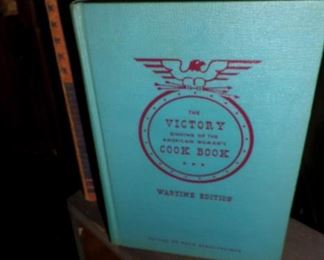 THE
VICTORY
BINDING OF THE
AMERICAN WOMAN'S
COOK BOOK
WARTIME EDITION